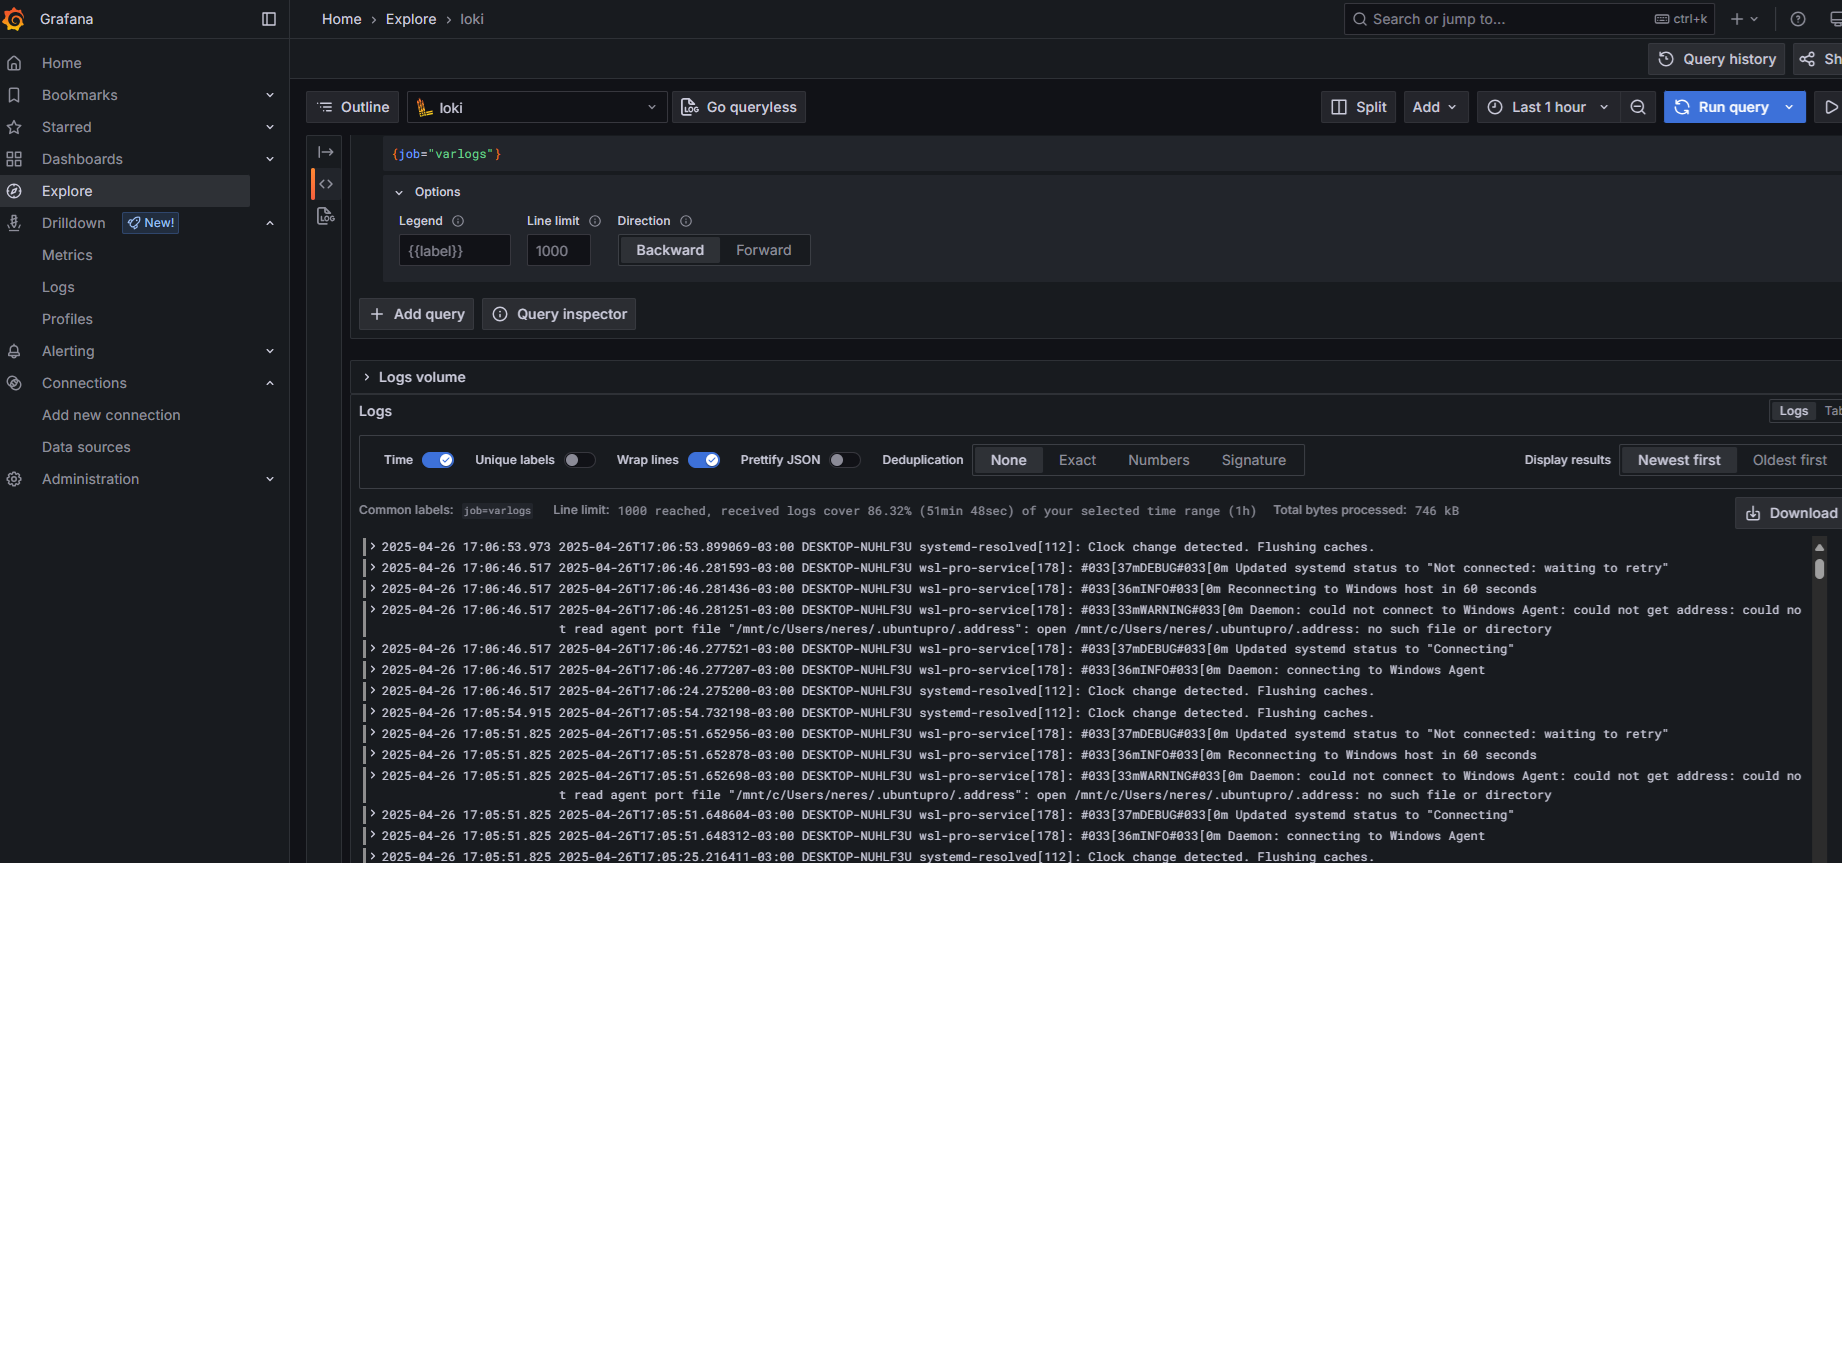 Grafana
Home › Explore › loki
Search or jump to...
ctrl+k
Home
Bookmarks
Starred
Dashboards
Explore
Drilldown New!
Metrics
Logs
Profiles
Alerting
Connections
Add new connection
Data sources
Administration
Query history
Sh
Outline
loki
LOG Go queryless
Split
Add
Last 1 hour
Run query
LOG
{job="varlogs"}
Options
Legend
Line limit
Direction
{{label}}
1000
Backward
Forward
Add query
Query inspector
Logs volume
Logs
Logs
Tab
Time
Unique labels
Wrap lines
Prettify JSON
Deduplication
None
Exact
Numbers
Signature
Display results
Newest first
Oldest first
Common labels: job=varlogs Line limit: 1000 reached, received logs cover 86.32% (51min 48sec) of your selected time range (1h) Total bytes processed: 746 kB
Download
2025-04-26 17:06:53.973 2025-04-26T17:06:53.899069-03:00 DESKTOP-NUHLF3U systemd-resolved[112]: Clock change detected. Flushing caches.
2025-04-26 17:06:46.517 2025-04-26T17:06:46.281593-03:00 DESKTOP-NUHLF3U wsl-pro-service[178]: #033[37mDEBUG#033[0m Updated systemd status to "Not connected: waiting to retry"
2025-04-26 17:06:46.517 2025-04-26T17:06:46.281436-03:00 DESKTOP-NUHLF3U wsl-pro-service[178]: #033[36mINFO#033[0m Reconnecting to Windows host in 60 seconds
2025-04-26 17:06:46.517 2025-04-26T17:06:46.281251-03:00 DESKTOP-NUHLF3U wsl-pro-service[178]: #033[33mWARNING#033[0m Daemon: could not connect to Windows Agent: could not get address: could no
t read agent port file "/mnt/c/Users/neres/.ubuntupro/.address": open /mnt/c/Users/neres/.ubuntupro/.address: no such file or directory
2025-04-26 17:06:46.517 2025-04-26T17:06:46.277521-03:00 DESKTOP-NUHLF3U wsl-pro-service[178]: #033[37mDEBUG#033[0m Updated systemd status to "Connecting"
2025-04-26 17:06:46.517 2025-04-26T17:06:46.277207-03:00 DESKTOP-NUHLF3U wsl-pro-service[178]: #033[36mINFO#033[0m Daemon: connecting to Windows Agent
2025-04-26 17:06:46.517 2025-04-26T17:06:24.275200-03:00 DESKTOP-NUHLF3U systemd-resolved[112]: Clock change detected. Flushing caches.
2025-04-26 17:05:54.915 2025-04-26T17:05:54.732198-03:00 DESKTOP-NUHLF3U systemd-resolved[112]: Clock change detected. Flushing caches.
2025-04-26 17:05:51.825 2025-04-26T17:05:51.652956-03:00 DESKTOP-NUHLF3U wsl-pro-service[178]: #033[37mDEBUG#033[0m Updated systemd status to "Not connected: waiting to retry"
2025-04-26 17:05:51.825 2025-04-26T17:05:51.652878-03:00 DESKTOP-NUHLF3U wsl-pro-service[178]: #033[36mINFO#033[0m Reconnecting to Windows host in 60 seconds
2025-04-26 17:05:51.825 2025-04-26T17:05:51.652698-03:00 DESKTOP-NUHLF3U wsl-pro-service[178]: #033[33mWARNING#033[0m Daemon: could not connect to Windows Agent: could not get address: could no
t read agent port file "/mnt/c/Users/neres/.ubuntupro/.address": open /mnt/c/Users/neres/.ubuntupro/.address: no such file or directory
2025-04-26 17:05:51.825 2025-04-26T17:05:51.648604-03:00 DESKTOP-NUHLF3U wsl-pro-service[178]: #033[37mDEBUG#033[0m Updated systemd status to "Connecting"
2025-04-26 17:05:51.825 2025-04-26T17:05:51.648312-03:00 DESKTOP-NUHLF3U wsl-pro-service[178]: #033[36mINFO#033[0m Daemon: connecting to Windows Agent
2025-04-26 17:05:51.825 2025-04-26T17:05:25.216411-03:00 DESKTOP-NUHLF3U systemd-resolved[112]: Clock change detected. Flushing caches.